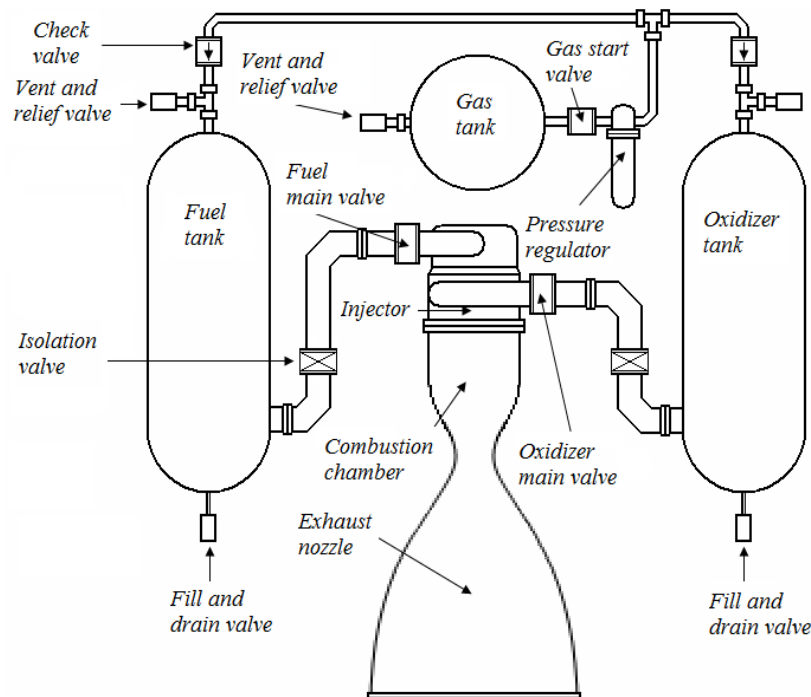 Check
valve
Vent and
relief valve
Vent and
relief valve
Gas
tank
Gas start
valve
Fuel
tank
Fuel
main valve
Pressure
regulator
Oxidizer
tank
Injector
Isolation
valve
Combustion
chamber
Oxidizer
main valve
Exhaust
nozzle
Fill and
drain valve
Fill and
drain valve